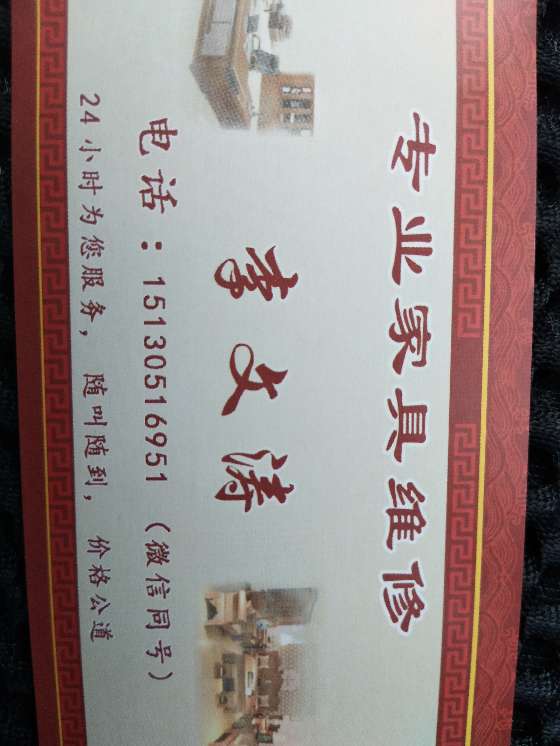 专业家具维修
李文涛
电话：15130516951（微信同号）
24小时为您服务，随叫随到，价格公道